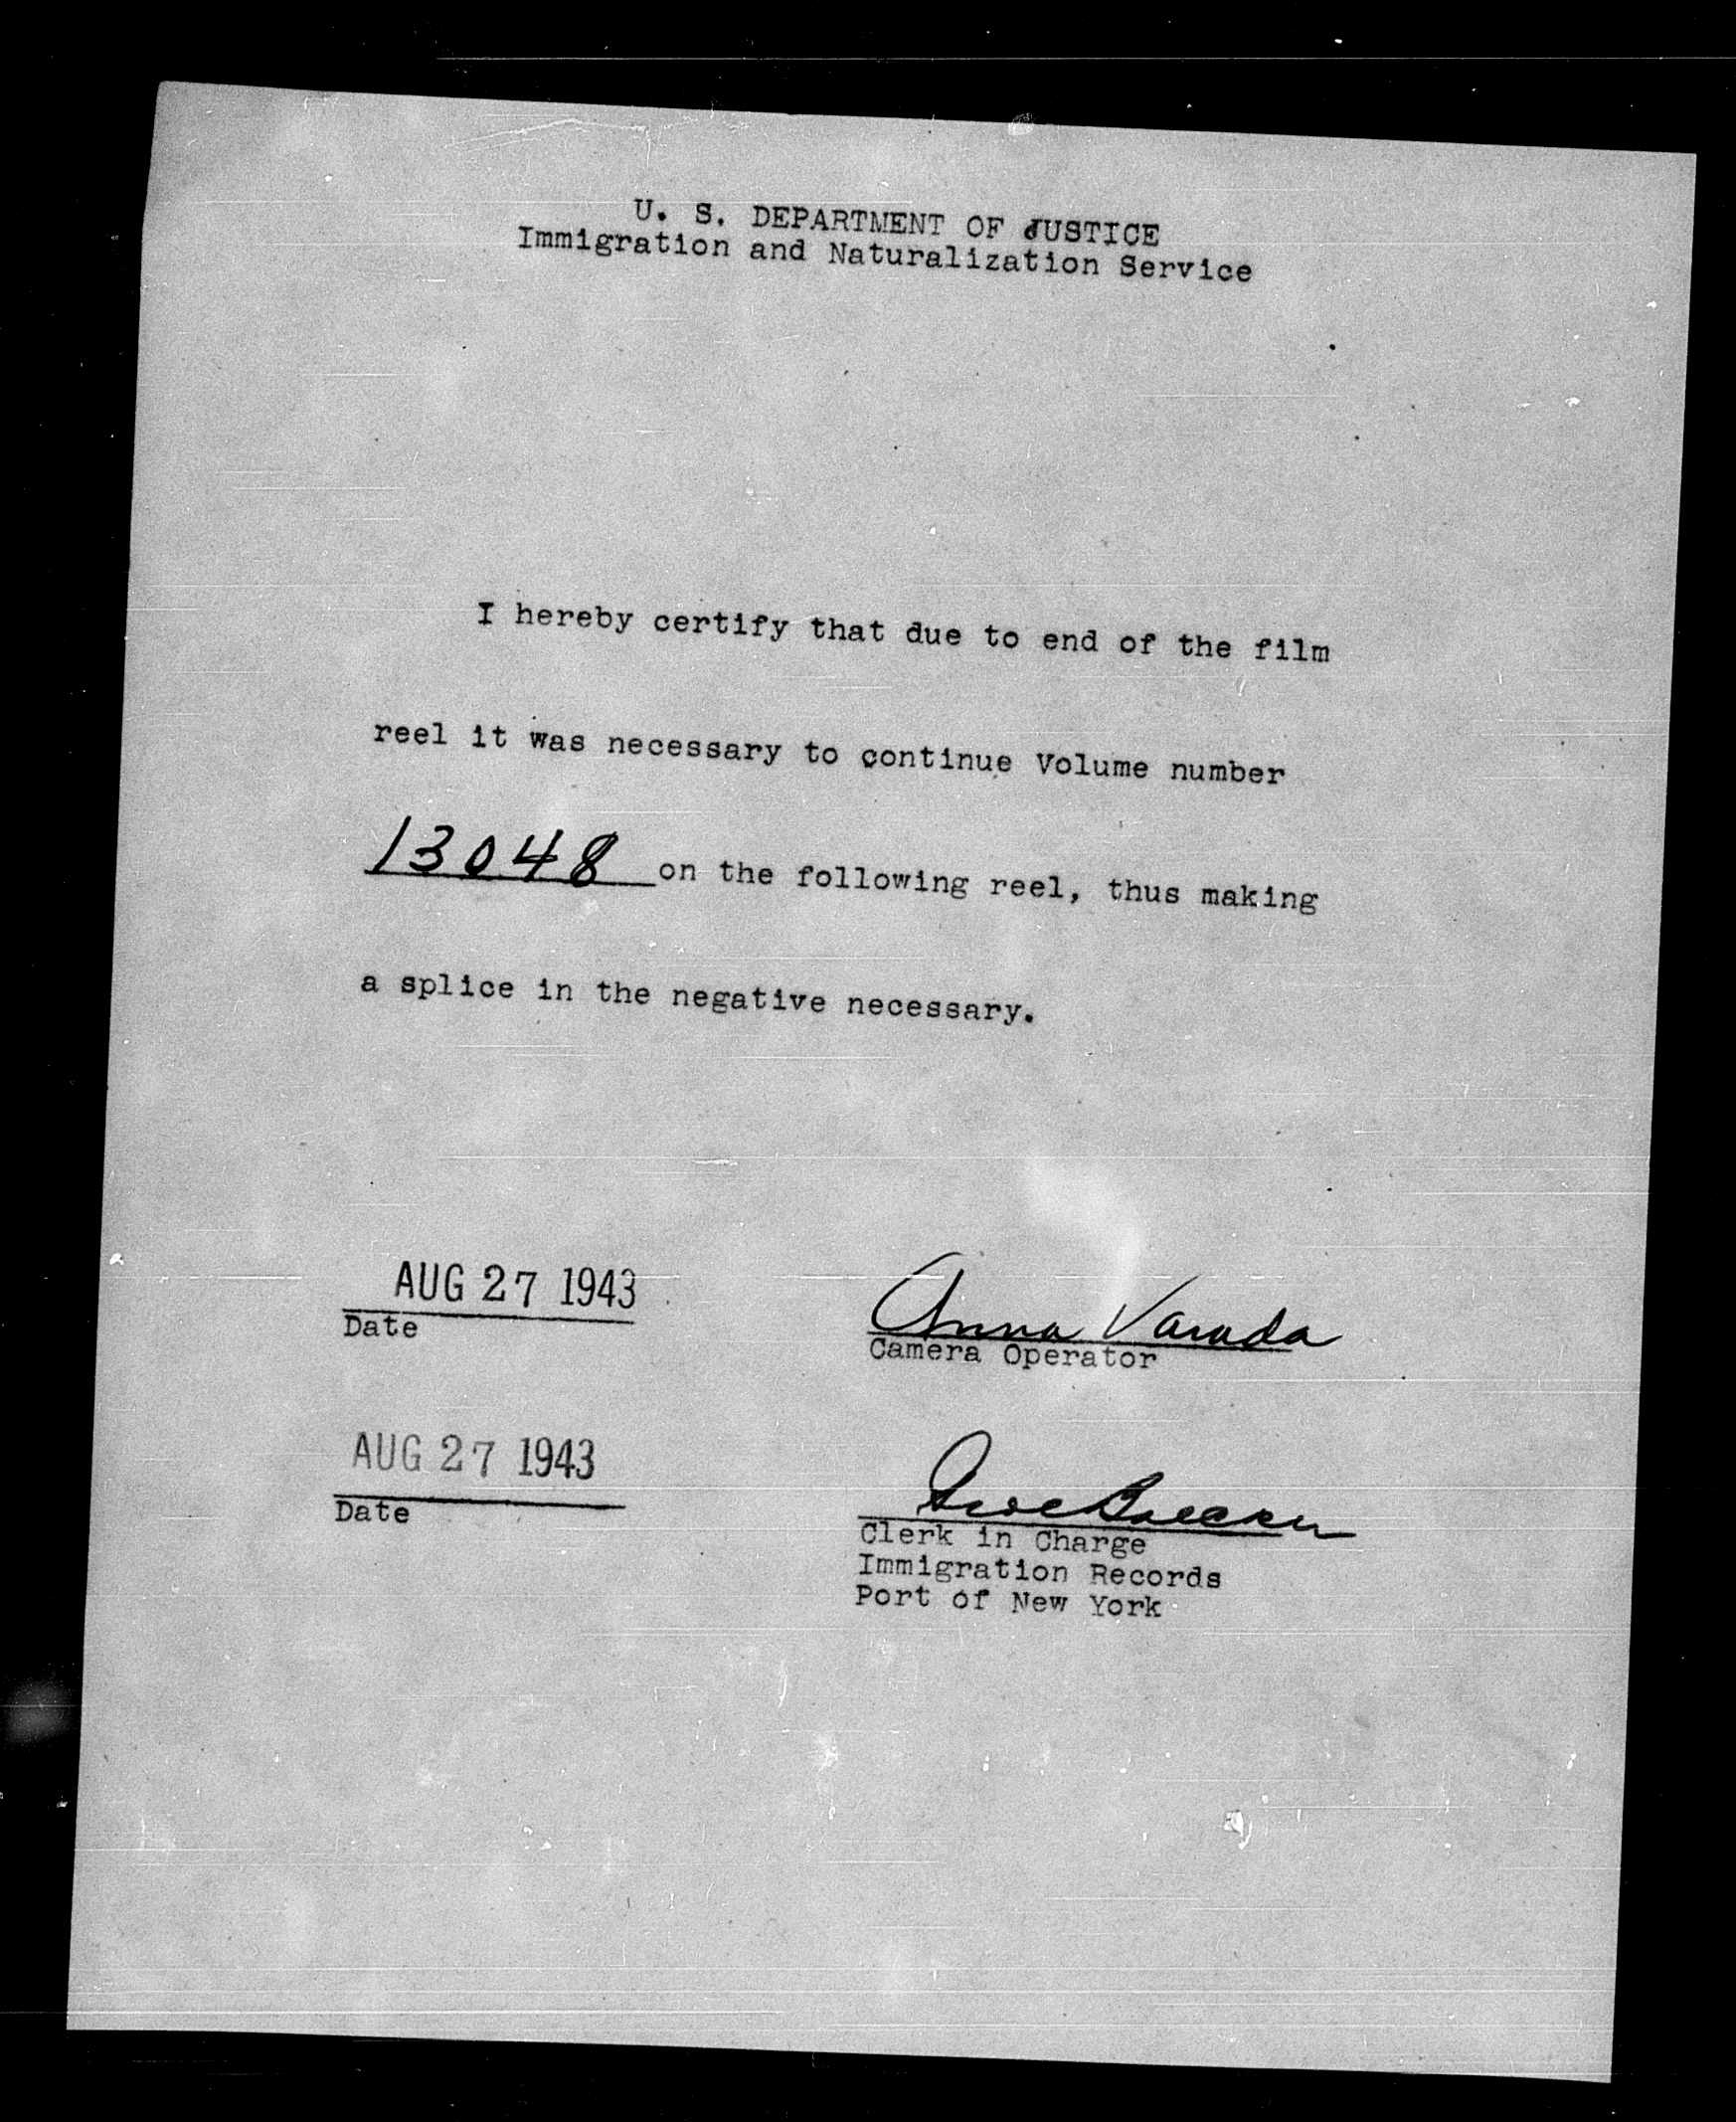 U. S. DEPARTMENT OF JUSTICE
Immigration and Naturalization Service
I hereby certify that due to end of the film
reel it was necessary to continue Volume number
13048 on the following reel, thus making
a splice in the negative necessary.
AUG 27 1943
Date
Anna Varada
Camera Operator
AUG 27 1943
Date
Clerk in Charge
Immigration Records
Port of New York